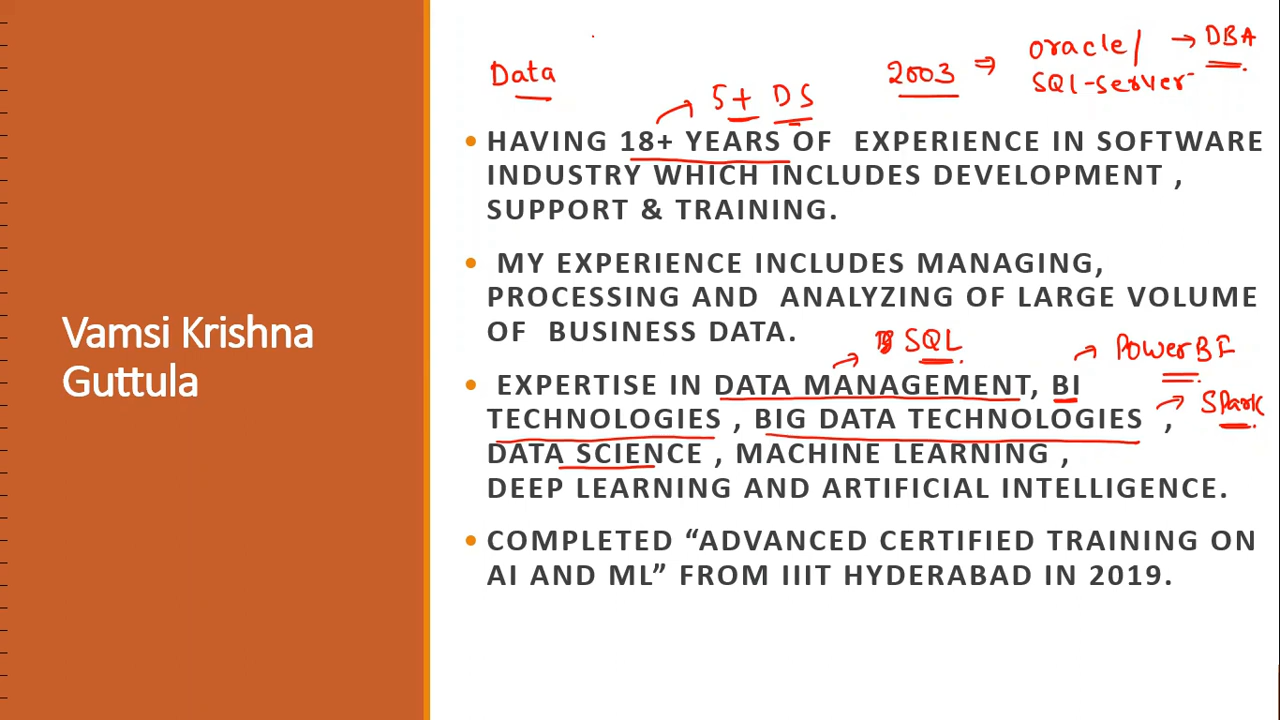 Vamsi Krishna
Guttula
Data
5+ DS
2003 ⇒ oracle/ → DBA
SQL-server
• HAVING 18+ YEARS OF EXPERIENCE IN SOFTWARE
INDUSTRY WHICH INCLUDES DEVELOPMENT ,
SUPPORT & TRAINING.
• MY EXPERIENCE INCLUDES MANAGING,
PROCESSING AND ANALYZING OF LARGE VOLUME
OF BUSINESS DATA.
SQL
PowerBI
• EXPERTISE IN DATA MANAGEMENT, BI
TECHNOLOGIES , BIG DATA TECHNOLOGIES ,
Spark
DATA SCIENCE , MACHINE LEARNING ,
DEEP LEARNING AND ARTIFICIAL INTELLIGENCE.
• COMPLETED “ADVANCED CERTIFIED TRAINING ON
AI AND ML” FROM IIIT HYDERABAD IN 2019.